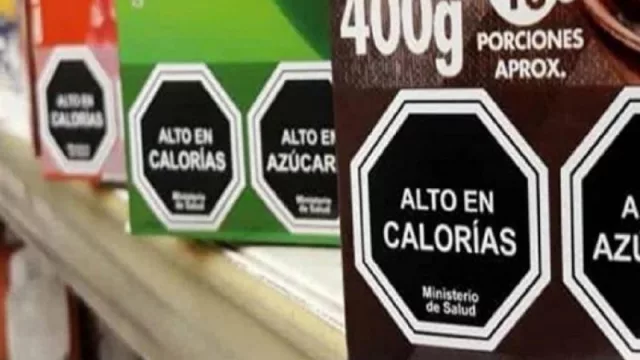 ALTO EN
CALORÍAS
ALTO EN
CALORÍAS
Ministerio
de Salud
ALTO
AZÚCAR
Ministerio
de Salud
400g
PORCIONES
APROX.
ALTO EN
CALORÍAS
Ministerio
de Salud